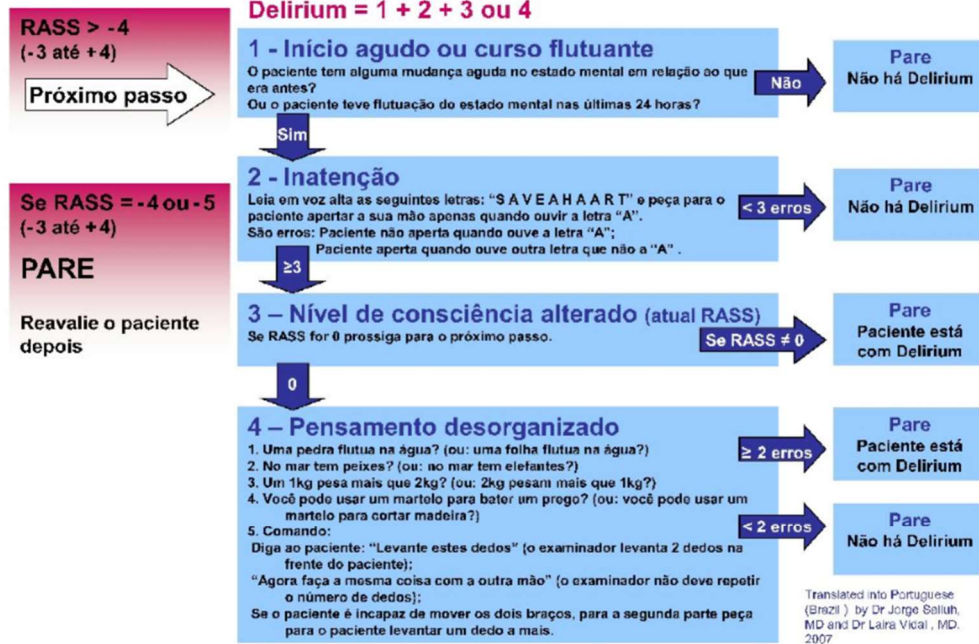 Delirium = 1 + 2 + 3 ou 4
RASS > -4
(-3 até +4)
Próximo passo
1 - Início agudo ou curso flutuante
O paciente tem alguma mudança aguda no estado mental em relação ao que
era antes?
Ou o paciente teve flutuação do estado mental nas últimas 24 horas?
Não
Pare
Não há Delirium
Sim
Se RASS = -4 ou -5
(-3 até +4)
PARE
Reavalie o paciente
depois
2 - Inatenção
Leia em voz alta as seguintes letras: “S A V E A H A A R T” e peça para o
paciente apertar a sua mão apenas quando ouvir a letra “A”.
São erros: Paciente não aperta quando ouve a letra “A”;
Paciente aperta quando ouve outra letra que não a “A” .
< 3 erros
Pare
Não há Delirium
≥3
3 – Nível de consciência alterado (atual RASS)
Se RASS for 0 prossiga para o próximo passo.
Se RASS ≠ 0
Pare
Paciente está
com Delirium
0
4 – Pensamento desorganizado
1. Uma pedra flutua na água? (ou: uma folha flutua na água?)
2. No mar tem peixes? (ou: no mar tem elefantes?)
3. Um 1kg pesa mais que 2kg? (ou: 2kg pesam mais que 1kg?)
4. Você pode usar um martelo para bater um prego? (ou: você pode usar um
martelo para cortar madeira?)
5. Comando:
Diga ao paciente: “Levante estes dedos” (o examinador levanta 2 dedos na
frente do paciente);
“Agora faça a mesma coisa com a outra mão” (o examinador não deve repetir
o número de dedos);
Se o paciente é incapaz de mover os dois braços, para a segunda parte peça
para o paciente levantar um dedo a mais.
≥ 2 erros
Pare
Paciente está
com Delirium
< 2 erros
Pare
Não há Delirium
Translated into Portuguese
(Brazil ) by Dr Jorge Salluh,
MD and Dr Laira Vidal , MD.
2007